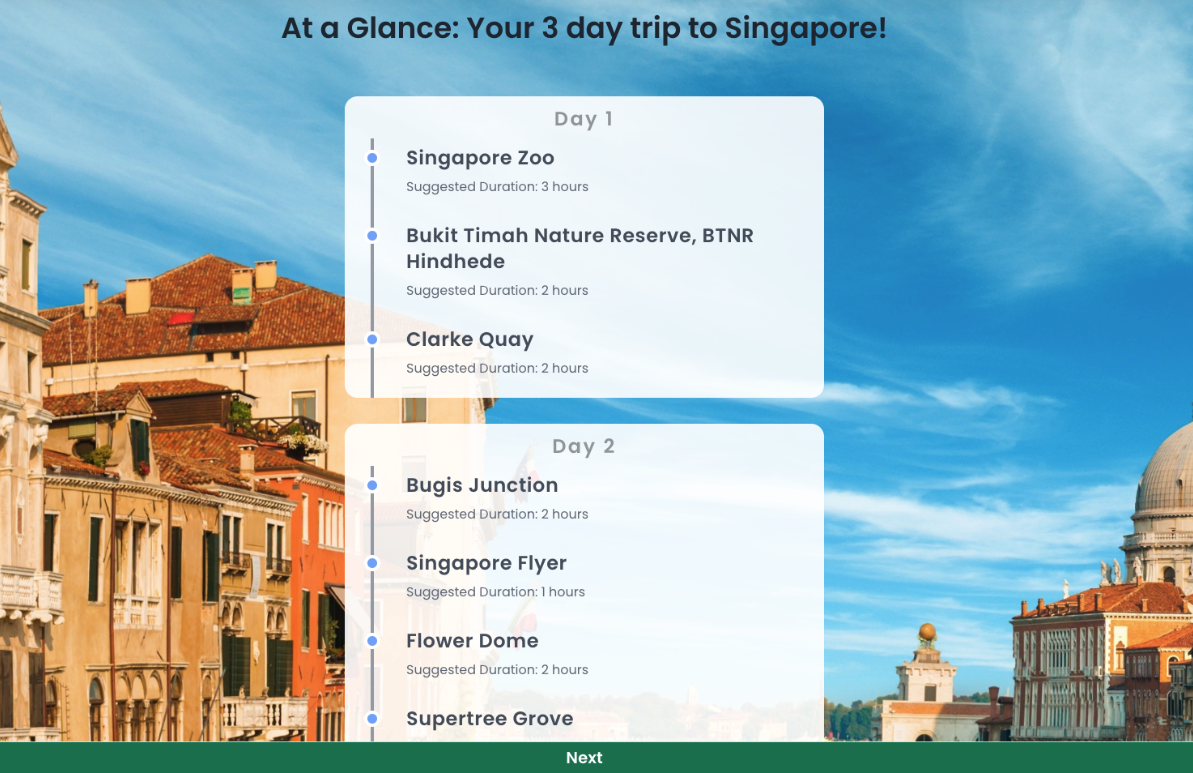 At a Glance: Your 3 day trip to Singapore!
Day 1
Singapore Zoo
Suggested Duration: 3 hours
Bukit Timah Nature Reserve, BTNR
Hindhede
Suggested Duration: 2 hours
Clarke Quay
Suggested Duration: 2 hours
Day 2
Bugis Junction
Suggested Duration: 2 hours
Singapore Flyer
Suggested Duration: 1 hours
Flower Dome
Suggested Duration: 2 hours
Supertree Grove
Next